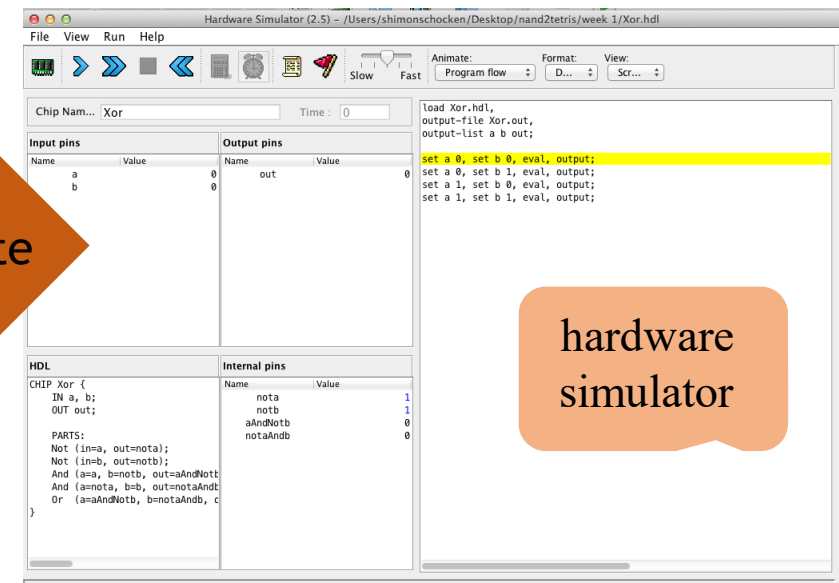 Hardware Simulator (2.5) – /Users/shimonschocken/Desktop/nand2tetris/week 1/Xor.hdl
File View Run Help
Slow Fast
Animate: Format: View:
Program flow D... Scr...
Chip Nam... Xor Time : 0
Input pins Output pins
Name Value Name Value
a 0 out 0
b 0
load Xor.hdl,
output-file Xor.out,
output-list a b out;
set a 0, set b 0, eval, output;
set a 0, set b 1, eval, output;
set a 1, set b 0, eval, output;
set a 1, set b 1, eval, output;
hardware
simulator
HDL
CHIP Xor {
IN a, b;
OUT out;
PARTS:
Not (in=a, out=nota);
Not (in=b, out=notb);
And (a=a, b=notb, out=aAndNotb
And (a=nota, b=b, out=notaAndb
Or (a=aAndNotb, b=notaAndb,
}
Internal pins
Name Value
nota 1
notb 1
aAndNotb 0
notaAndb 0